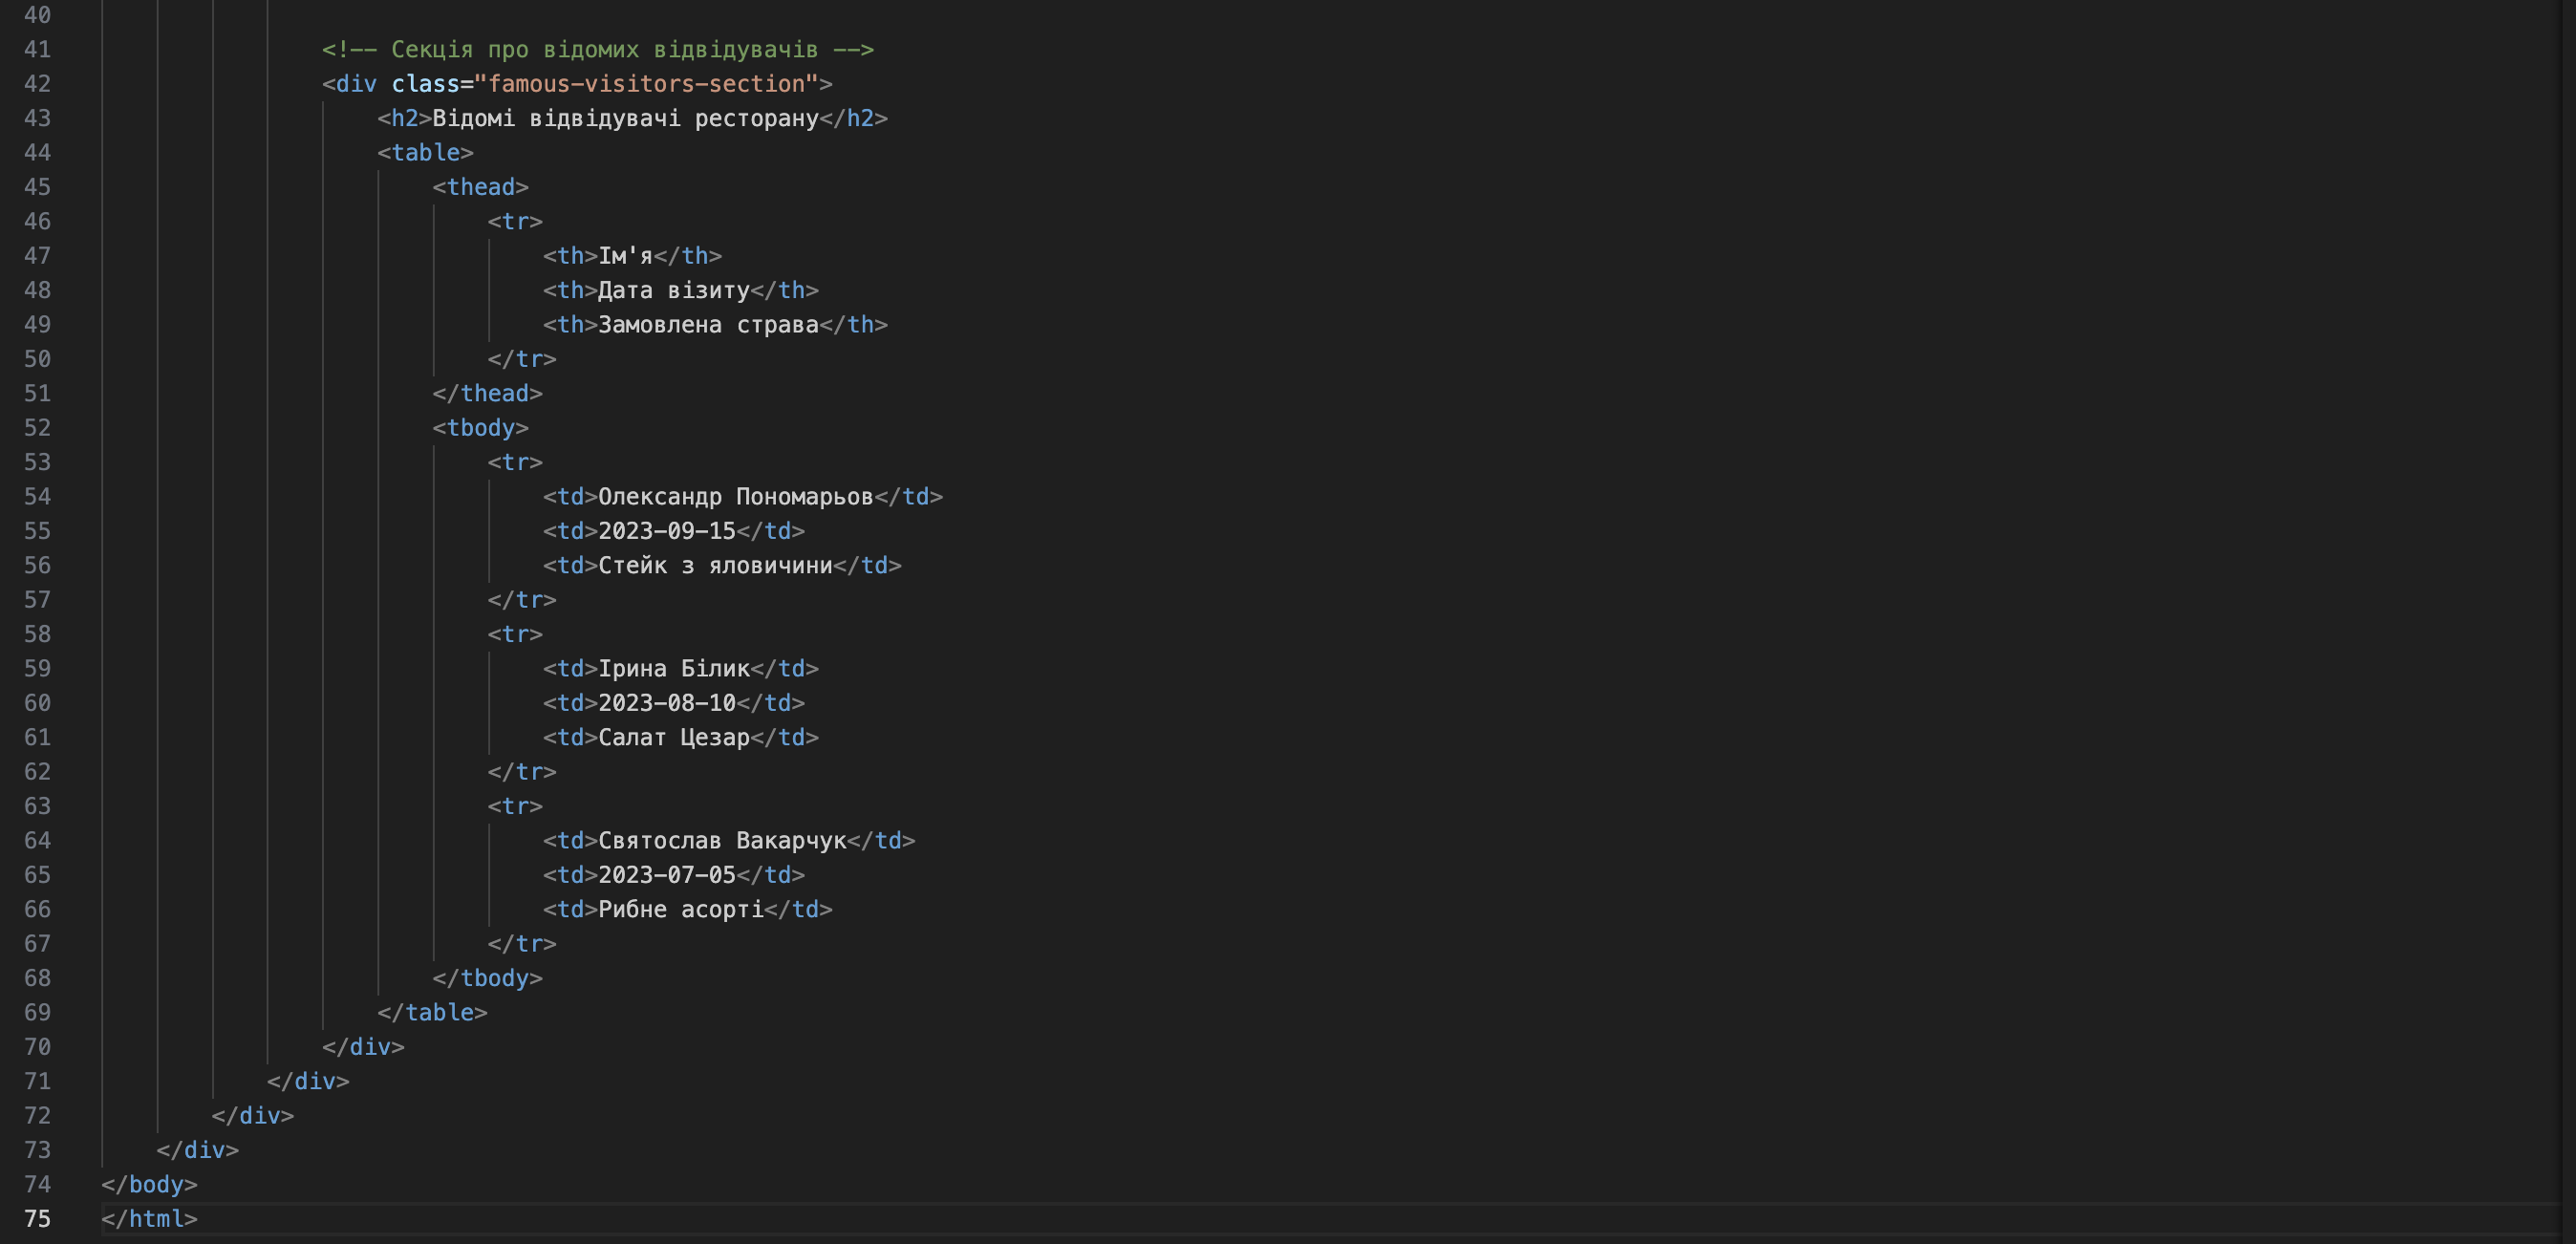 40
41 <!-- Секція про відомих відвідувачів -->
42 <div class="famous-visitors-section">
43 <h2>Відомі відвідувачі ресторану</h2>
44 <table>
45 <thead>
46 <tr>
47 <th>Ім'я</th>
48 <th>Дата візиту</th>
49 <th>Замовлена страва</th>
50 </tr>
51 </thead>
52 <tbody>
53 <tr>
54 <td>Олександр Пономарьов</td>
55 <td>2023-09-15</td>
56 <td>Стейк з яловичини</td>
57 </tr>
58 <tr>
59 <td>Ірина Білик</td>
60 <td>2023-08-10</td>
61 <td>Салат Цезар</td>
62 </tr>
63 <tr>
64 <td>Святослав Вакарчук</td>
65 <td>2023-07-05</td>
66 <td>Рибне асорті</td>
67 </tr>
68 </tbody>
69 </table>
70 </div>
71 </div>
72 </div>
73 </div>
74 </body>
75 </html>